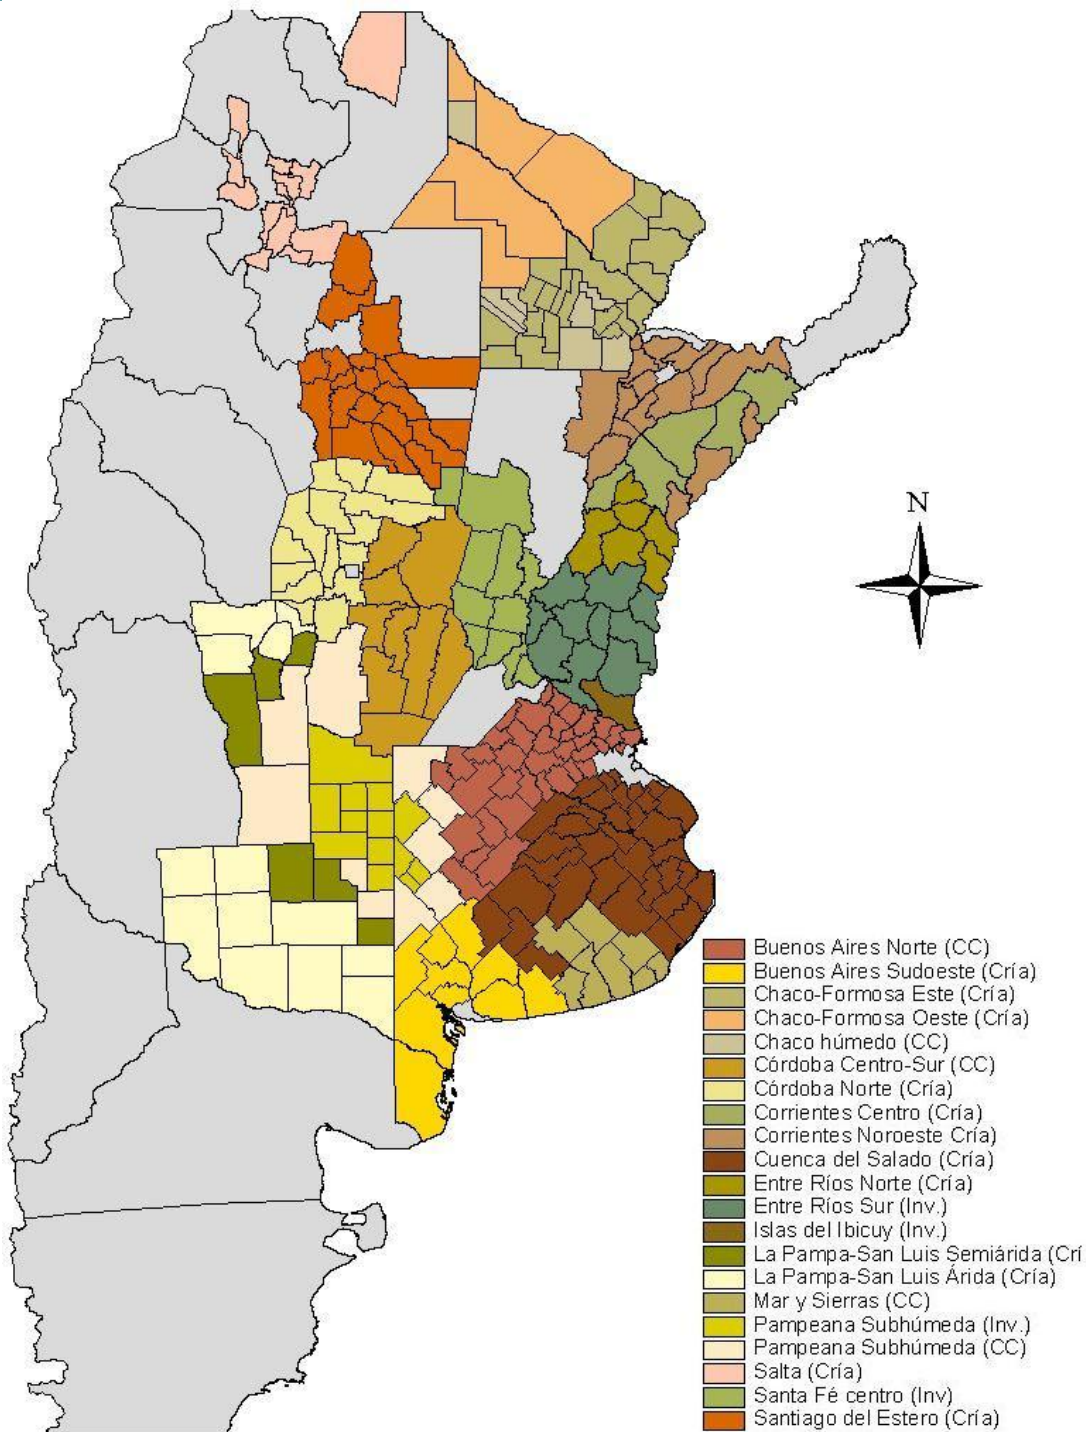 N
Buenos Aires Norte (CC)
Buenos Aires Sudoeste (Cría)
Chaco-Formosa Este (Cría)
Chaco-Formosa Oeste (Cría)
Chaco húmedo (CC)
Córdoba Centro-Sur (CC)
Córdoba Norte (Cría)
Corrientes Centro (Cría)
Corrientes Noroeste Cría)
Cuenca del Salado (Cría)
Entre Ríos Norte (Cría)
Entre Ríos Sur (Inv.)
Islas del Ibicuy (Inv.)
La Pampa-San Luis Semiárida (Crí
La Pampa-San Luis Árida (Cría)
Mar y Sierras (CC)
Pampeana Subhúmeda (Inv.)
Pampeana Subhúmeda (CC)
Salta (Cría)
Santa Fé centro (Inv)
Santiago del Estero (Cría)